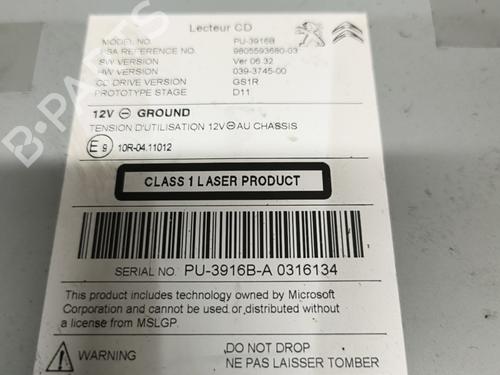 Lecteur CD
MODEL NO. PU-3916B
PSA REFERENCE NO. 9805593680-03
SW VERSION Ver 06.32
HW VERSION 039-3745-00
CD DRIVE VERSION GS1R
PROTOTYPE STAGE D11
12V ⊖ GROUND
TENSION D'UTILISATION 12V⊖AU CHASSIS
E9 10R-04.11012
CLASS 1 LASER PRODUCT
SERIAL NO. PU-3916B-A 0316134
This product includes technology owned by Microsoft
Corporation and cannot be used or distributed without
a license from MSLGP.
WARNING .DO NOT DROP
NE PAS LAISSER TOMBER
B-PARTS